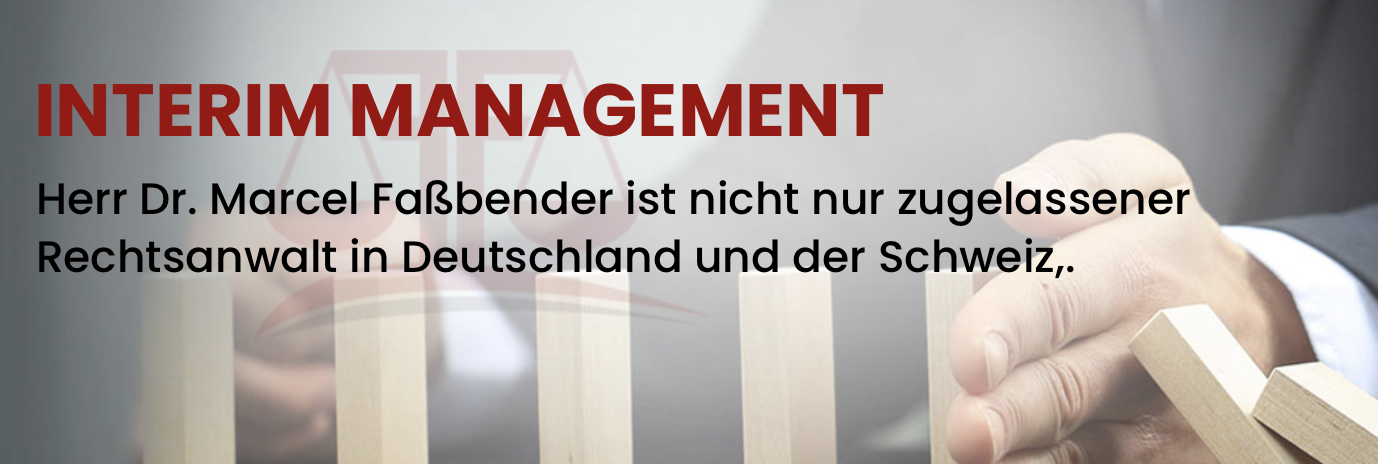 INTERIM MANAGEMENT
Herr Dr. Marcel Faßbender ist nicht nur zugelassener
Rechtsanwalt in Deutschland und der Schweiz,.